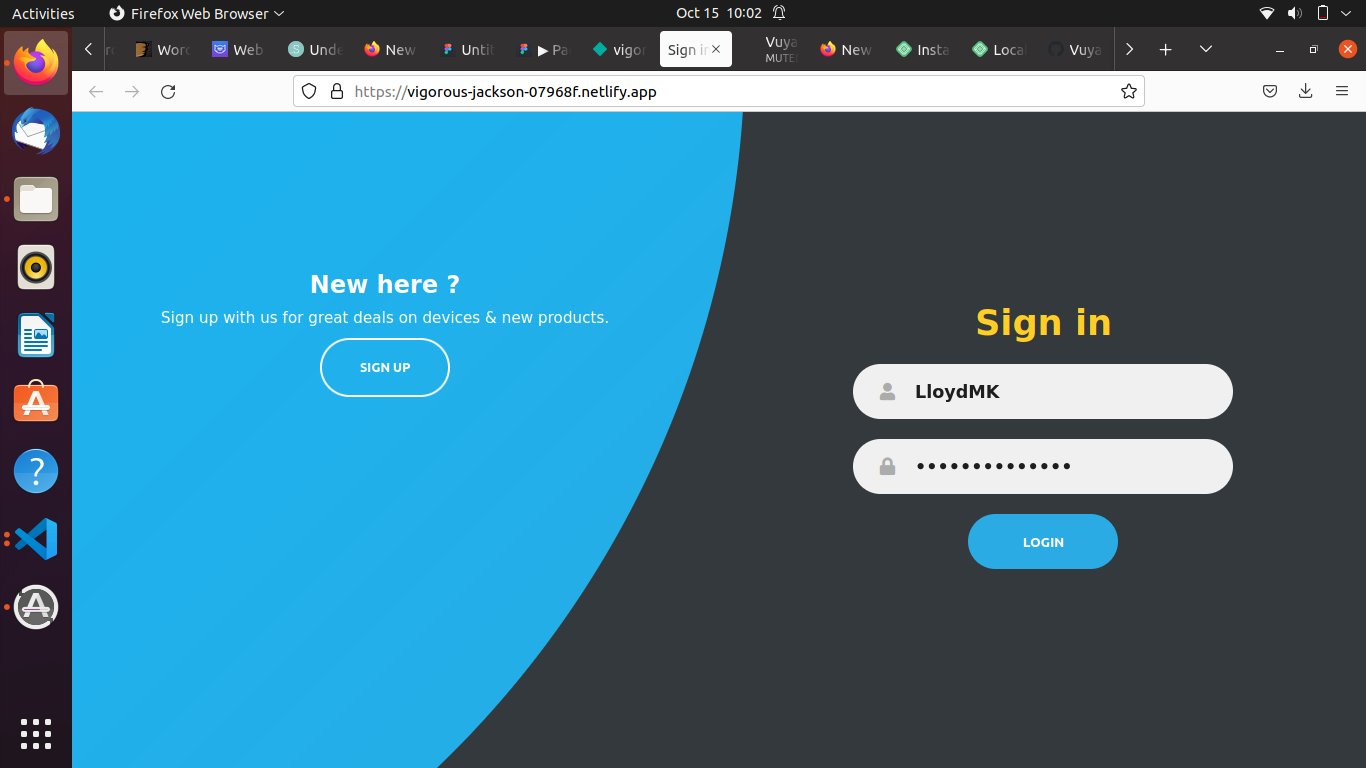 Activities
Firefox Web Browser
Oct 15 10:02
Word
Web
Unde
New
Untit
▶ Pa
vigor
Sign in
Vuya
MUTED
New
Insta
Local
Vuya
https://vigorous-jackson-07968f.netlify.app
New here ?
Sign up with us for great deals on devices & new products.
SIGN UP
Sign in
LloydMK
••••••••••••••
LOGIN